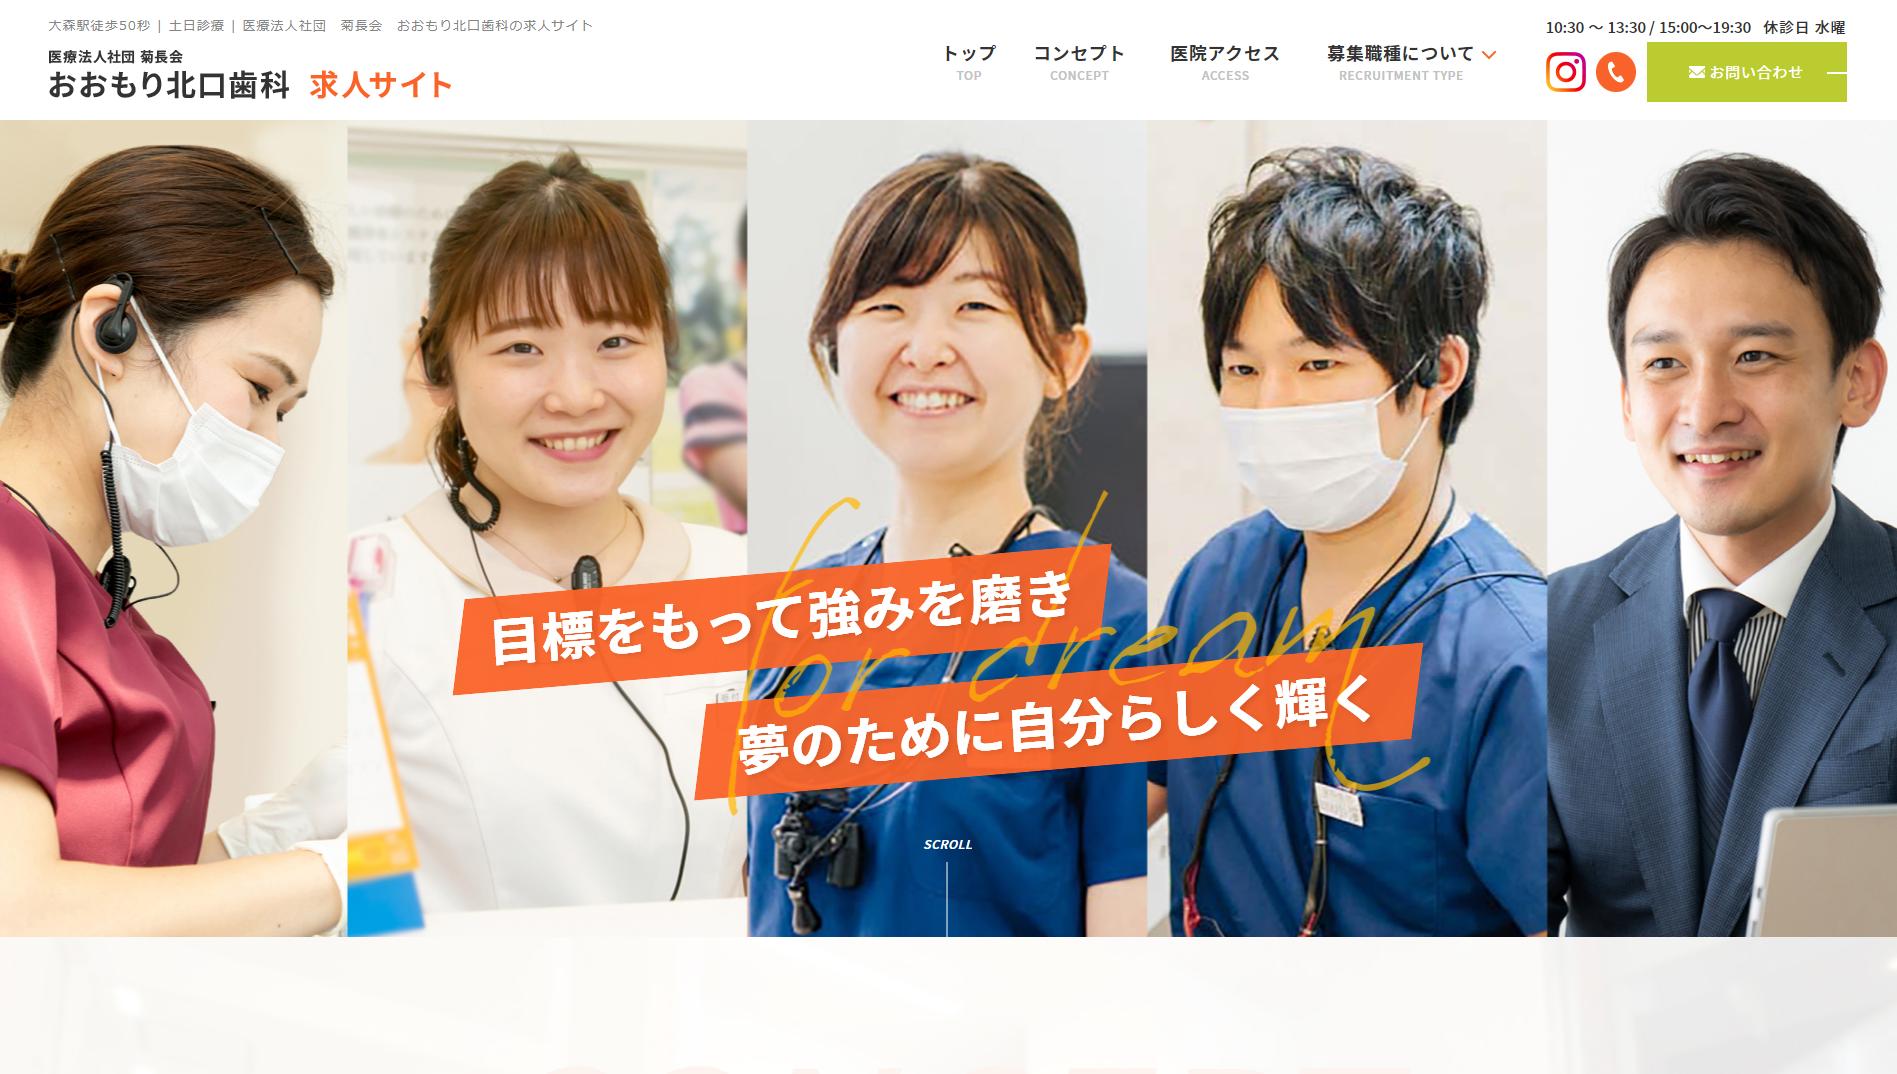 大森駅徒歩50秒 | 土日診療 | 医療法人社団　菊長会　おおもり北口歯科の求人サイト
医療法人社団 菊長会
おおもり北口歯科 求人サイト
トップ
TOP
コンセプト
CONCEPT
医院アクセス
ACCESS
募集職種について
RECRUITMENT TYPE
10:30 ～ 13:30 / 15:00～19:30 休診日 水曜
お問い合わせ
for dream
目標をもって強みを磨き
夢のために自分らしく輝く
SCROLL